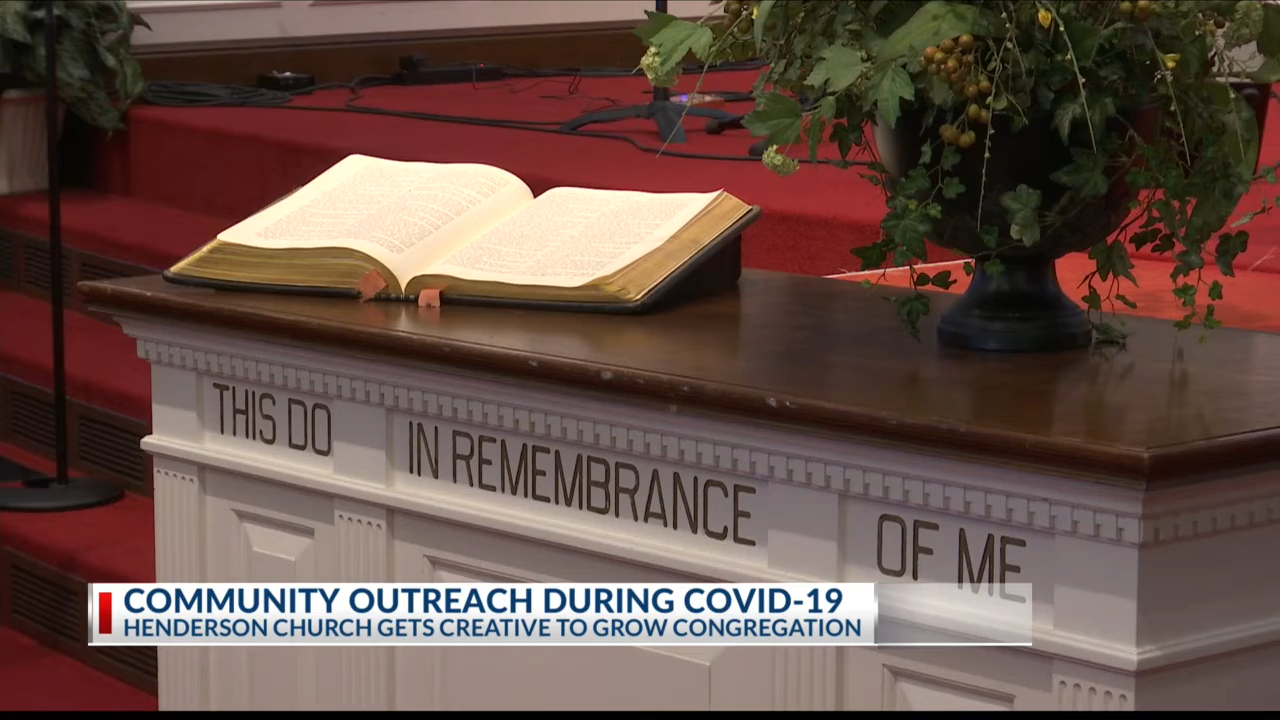 THIS DO IN REMEMBRANCE OF ME
COMMUNITY OUTREACH DURING COVID-19
HENDERSON CHURCH GETS CREATIVE TO GROW CONGREGATION